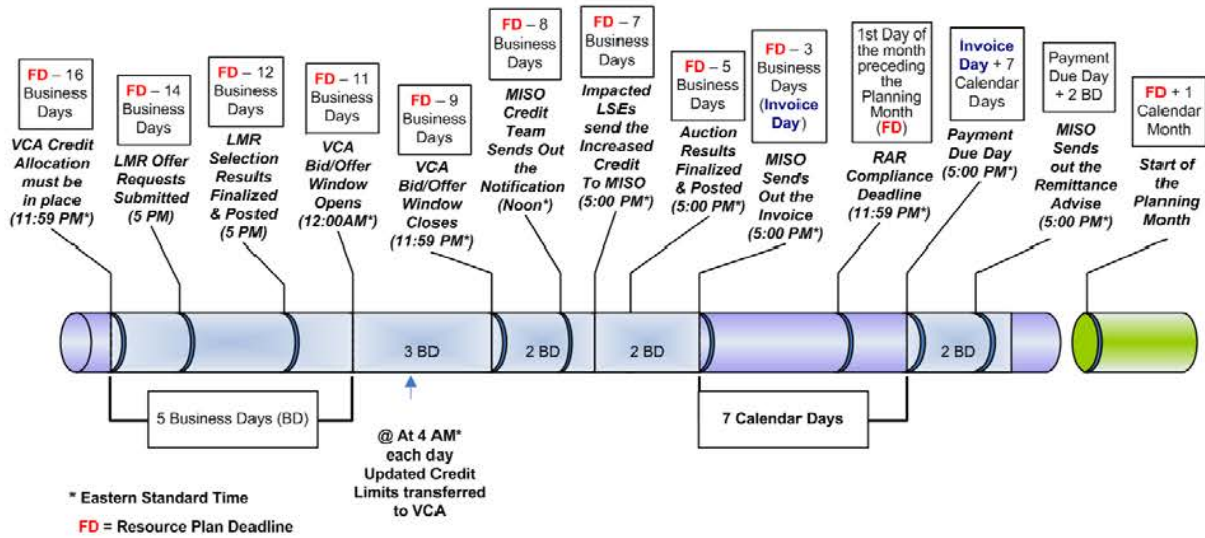 FD – 16
Business
Days
VCA Credit
Allocation
must be
in place
(11:59 PM*)
FD – 14
Business
Days
LMR Offer
Requests
Submitted
(5 PM)
FD – 12
Business
Days
LMR
Selection
Results
Finalized
& Posted
(5 PM)
FD – 11
Business
Days
VCA
Bid/Offer
Window
Opens
(12:00AM*)
FD – 9
Business
Days
VCA
Bid/Offer
Window
Closes
(11:59 PM*)
FD – 8
Business
Days
MISO
Credit
Team
Sends Out
the
Notification
(Noon*)
FD – 7
Business
Days
Impacted
LSEs
send the
Increased
Credit
To MISO
(5:00 PM*)
FD – 5
Business
Days
Auction
Results
Finalized
& Posted
(5:00 PM*)
FD – 3
Business
Days
(Invoice
Day)
MISO
Sends
Out the
Invoice
(5:00 PM*)
1st Day of
the month
preceding
the
Planning
Month
(FD)
RAR
Compliance
Deadline
(11:59 PM*)
Invoice
Day + 7
Calendar
Days
Payment
Due Day
(5:00 PM*)
Payment
Due Day
+ 2 BD
MISO
Sends
out the
Remittance
Advise
(5:00 PM*)
FD + 1
Calendar
Month
Start of
the
Planning
Month
3 BD
2 BD
2 BD
2 BD
5 Business Days (BD)
7 Calendar Days
@ At 4 AM*
each day
Updated Credit
Limits transferred
to VCA
* Eastern Standard Time
FD = Resource Plan Deadline